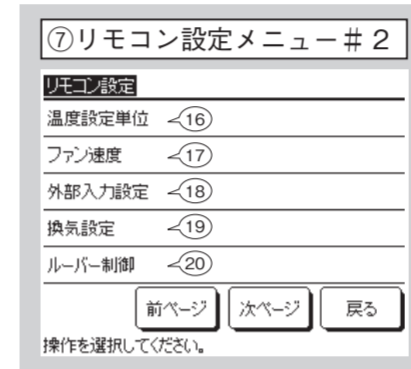 ⑦リモコン設定メニュー＃２
リモコン設定
温度設定単位 ⑯
ファン速度 ⑰
外部入力設定 ⑱
換気設定 ⑲
ルーバー制御 ⑳
前ページ 次ページ 戻る
操作を選択してください。